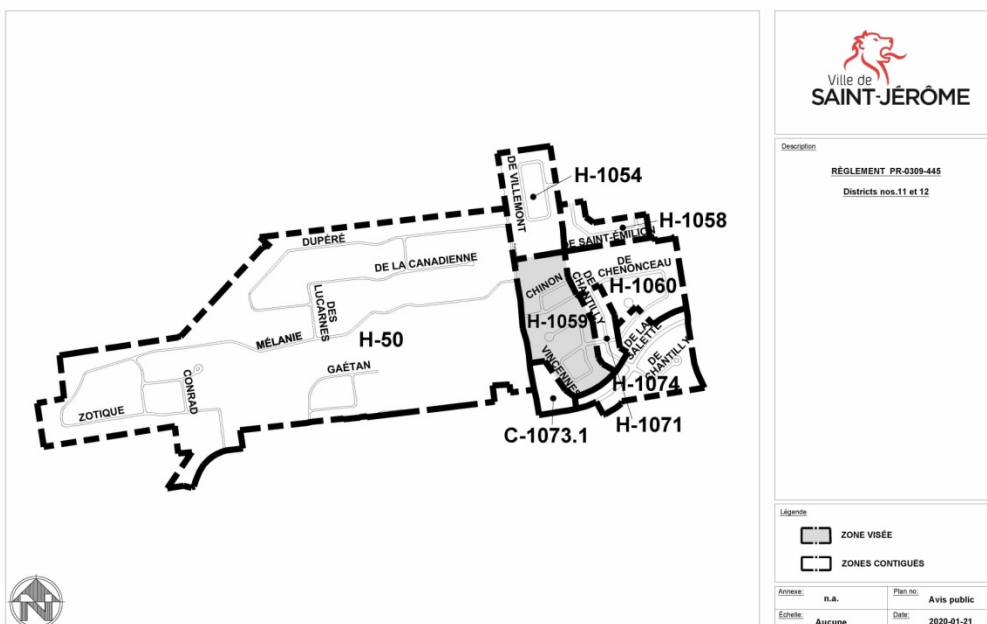 DE VILLEMONT
H-1054
H-1058
DE SAINT-ÉMILION
DUPÉRÉ
DE LA CANADIENNE
DE CHENONCEAU
CHINON
DE CHANTILLY
H-1060
DES LUCARNES
H-1059
H-50
MÉLANIE
DE LA SALETTE
DE CHANTILLY
VINCENNES
GAÉTAN
CONRAD
ZOTIQUE
H-1074
C-1073.1
H-1071
N
Ville de
SAINT-JÉRÔME
Description
RÈGLEMENT PR-0309-445
Districts nos.11 et 12
Légende
ZONE VISÉE
ZONES CONTIGUËS
Annexe: n.a.
Plan no: Avis public
Échelle: Aucune
Date: 2020-01-21